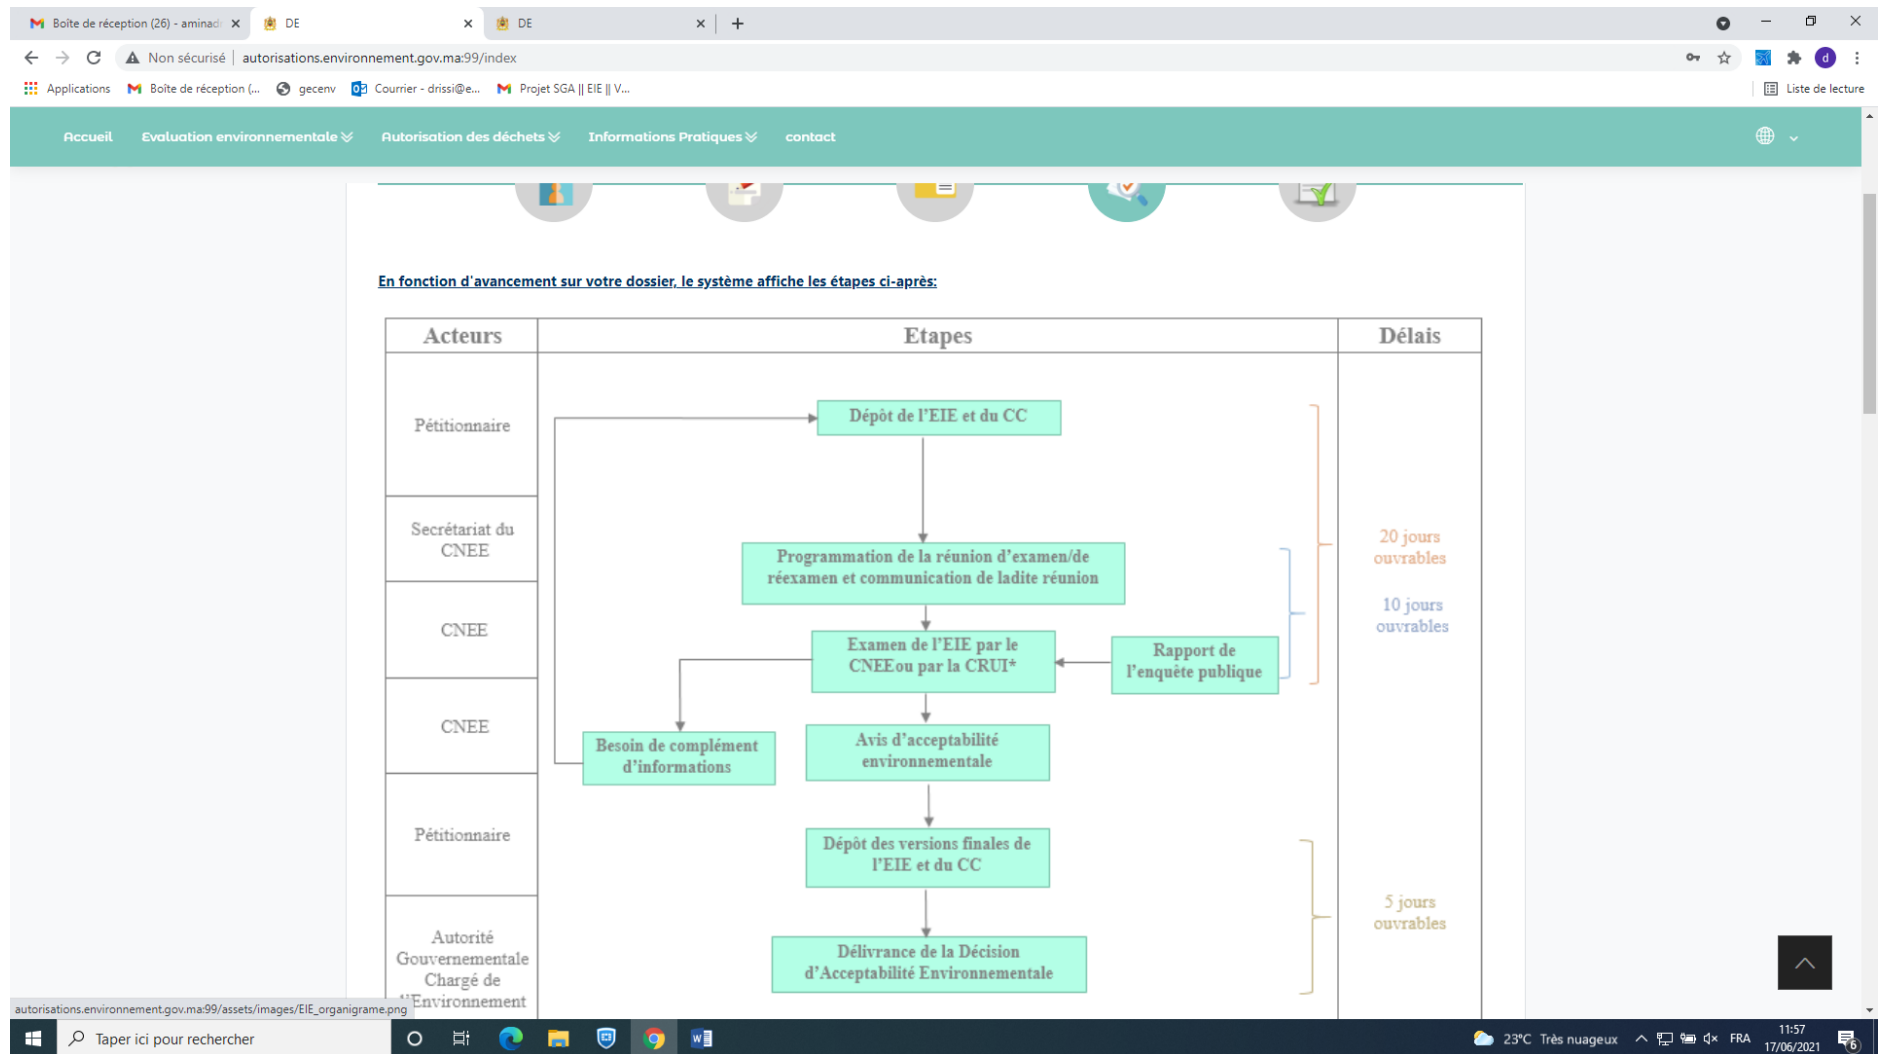 Boîte de réception (26) - aminad
DE
DE
Non sécurisé | autorisations.environnement.gov.ma:99/index
d
Applications
Boîte de réception (...
gecenv
Courrier - drissi@e...
Projet SGA || EIE || V...
Liste de lecture
Accueil
Evaluation environnementale
Autorisation des déchets
Informations Pratiques
contact
En fonction d'avancement sur votre dossier, le système affiche les étapes ci-après:
Acteurs
Etapes
Délais
Pétitionnaire
Dépôt de l'EIE et du CC
Secrétariat du
CNEE
20 jours
ouvrables
Programmation de la réunion d'examen/de
réexamen et communication de ladite réunion
10 jours
ouvrables
CNEE
Examen de l'EIE par le
CNEEou par la CRUI*
Rapport de
l'enquête publique
CNEE
Besoin de complément
d'informations
Avis d'acceptabilité
environnementale
Pétitionnaire
Dépôt des versions finales de
l'EIE et du CC
5 jours
ouvrables
Autorité
Gouvernementale
Chargé de
l'Environnement
Délivrance de la Décision
d'Acceptabilité Environnementale
autorisations.environnement.gov.ma:99/assets/images/EIE_organigrame.png
Taper ici pour rechercher
23°C Très nuageux
FRA
11:57
17/06/2021
6